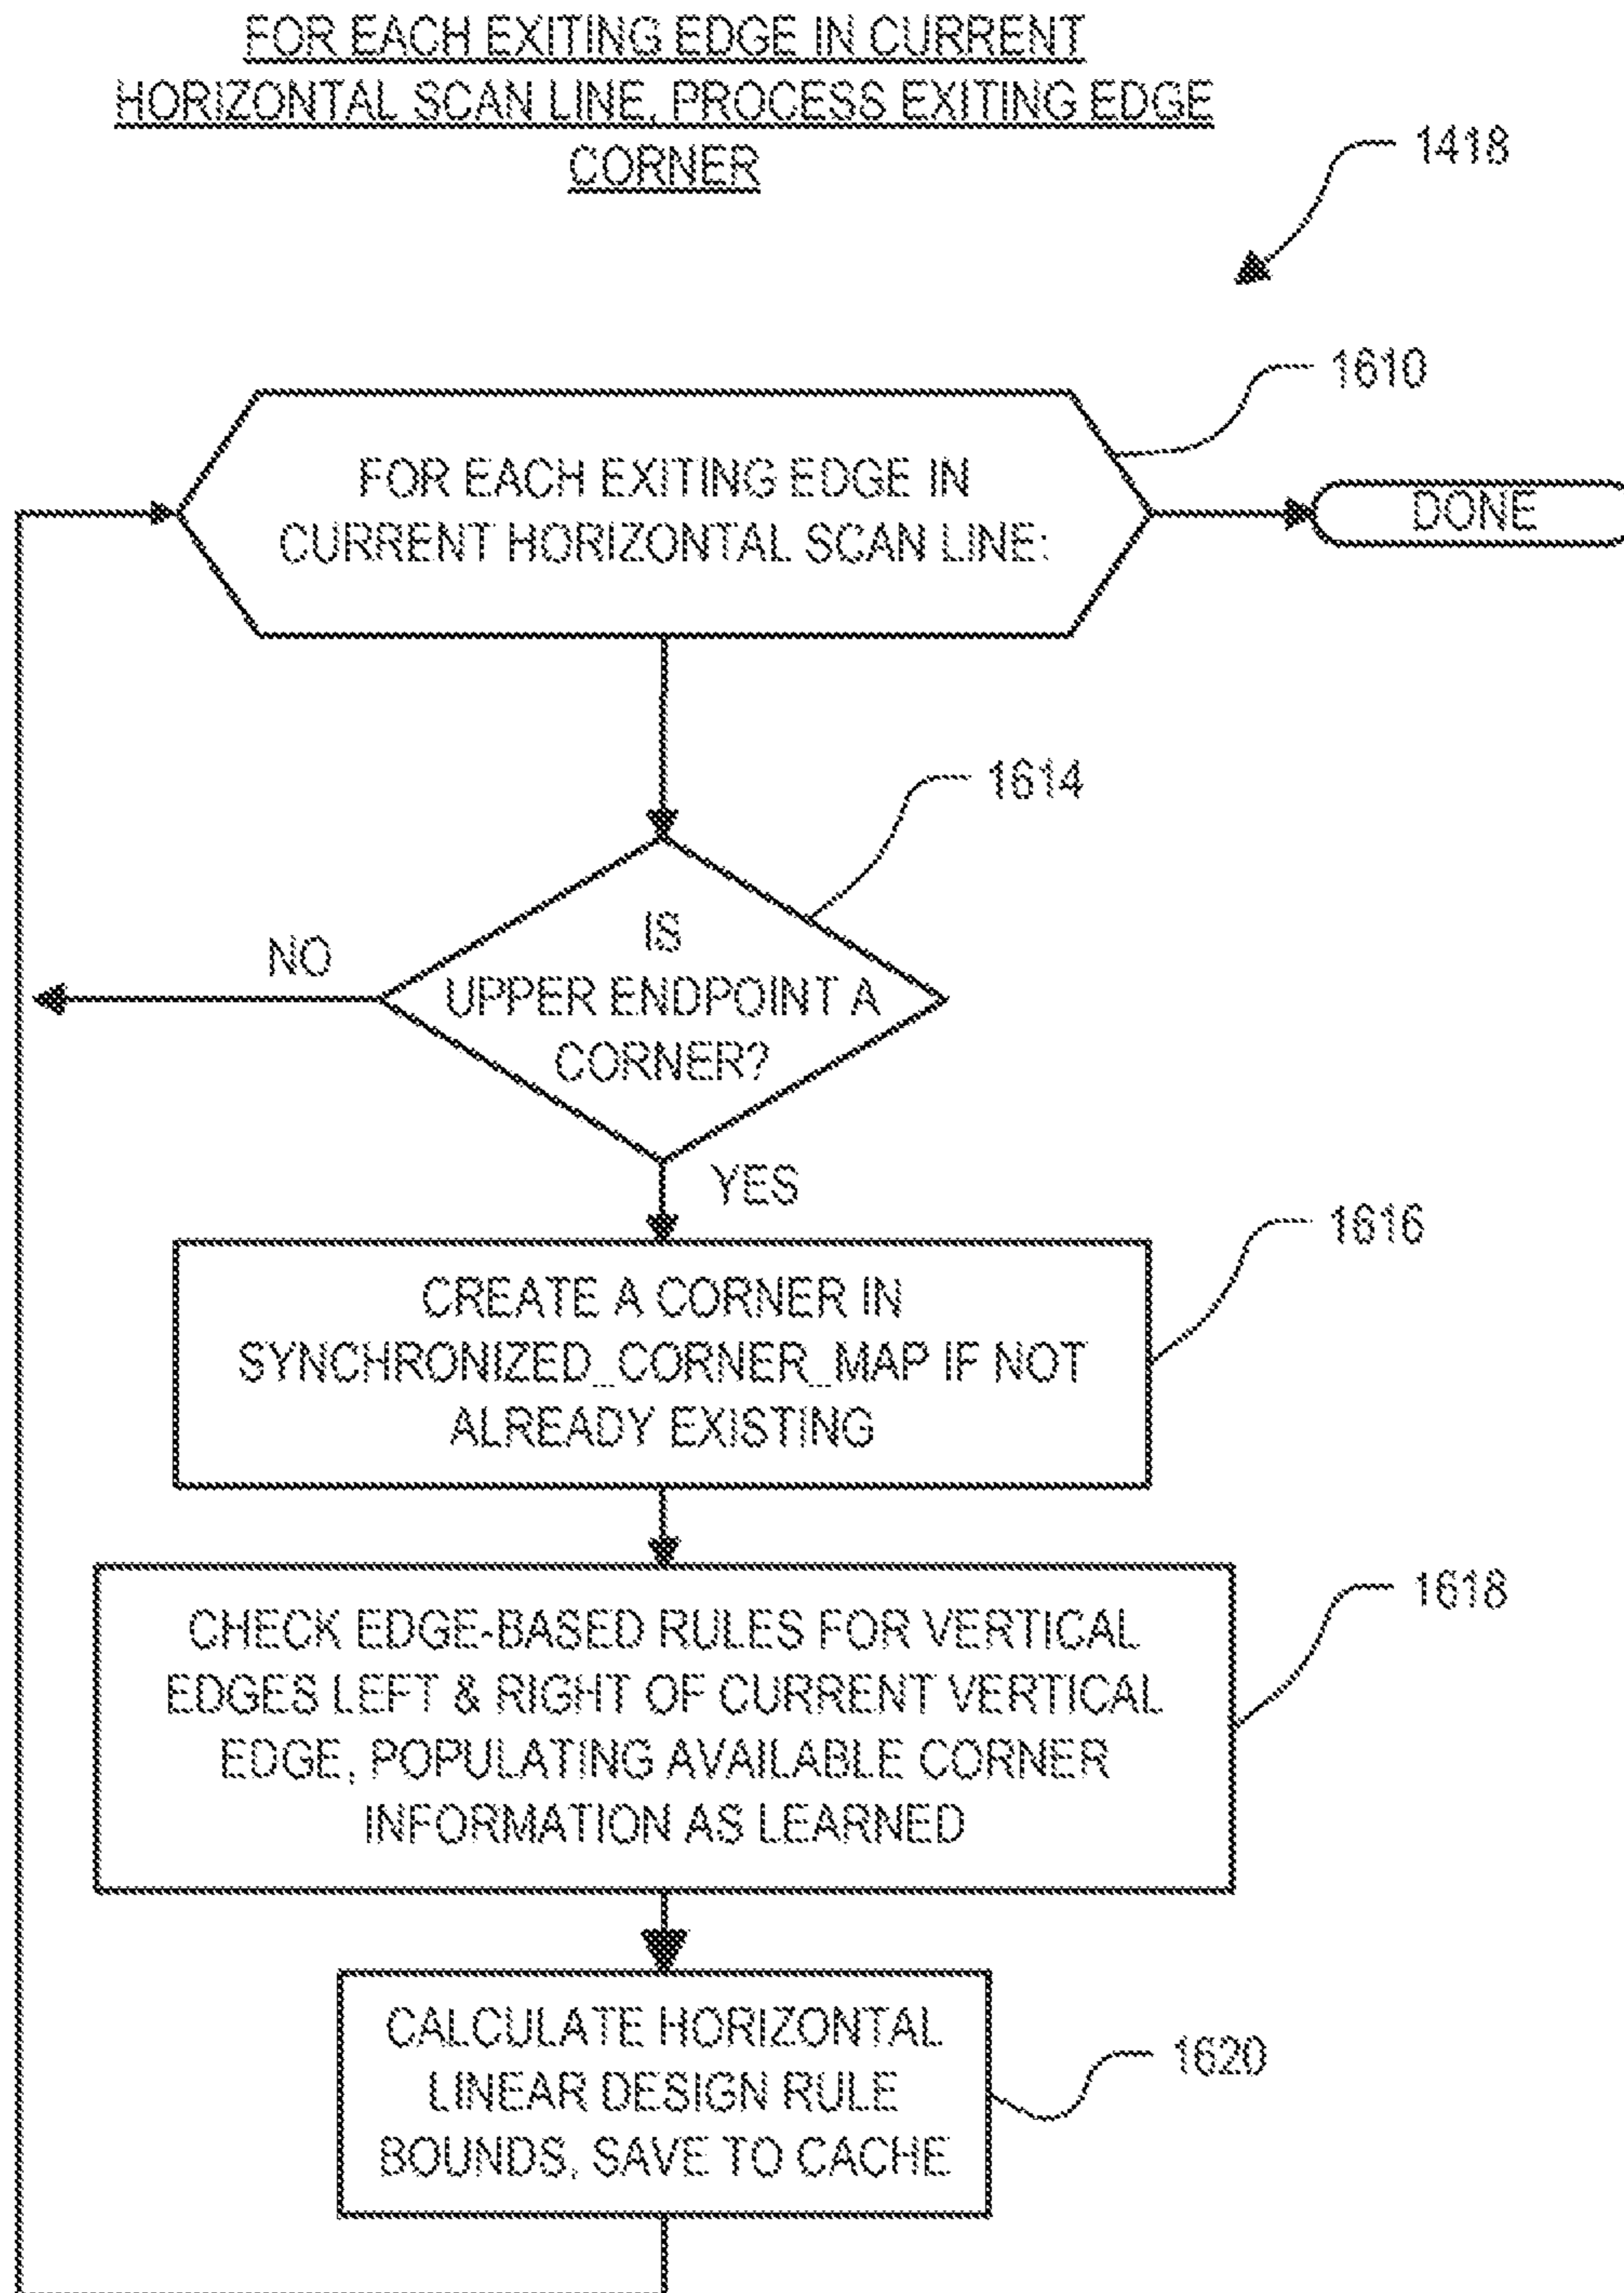 FOR EACH EXITING EDGE IN CURRENT
HORIZONTAL SCAN LINE, PROCESS EXITING EDGE
CORNER
1418
1610
FOR EACH EXITING EDGE IN
CURRENT HORIZONTAL SCAN LINE:
DONE
1614
IS
UPPER ENDPOINT A
CORNER?
NO
YES
1616
CREATE A CORNER IN
SYNCHRONIZED_CORNER_MAP IF NOT
ALREADY EXISTING
1618
CHECK EDGE-BASED RULES FOR VERTICAL
EDGES LEFT & RIGHT OF CURRENT VERTICAL
EDGE, POPULATING AVAILABLE CORNER
INFORMATION AS LEARNED
CALCULATE HORIZONTAL
LINEAR DESIGN RULE
BOUNDS, SAVE TO CACHE
1620